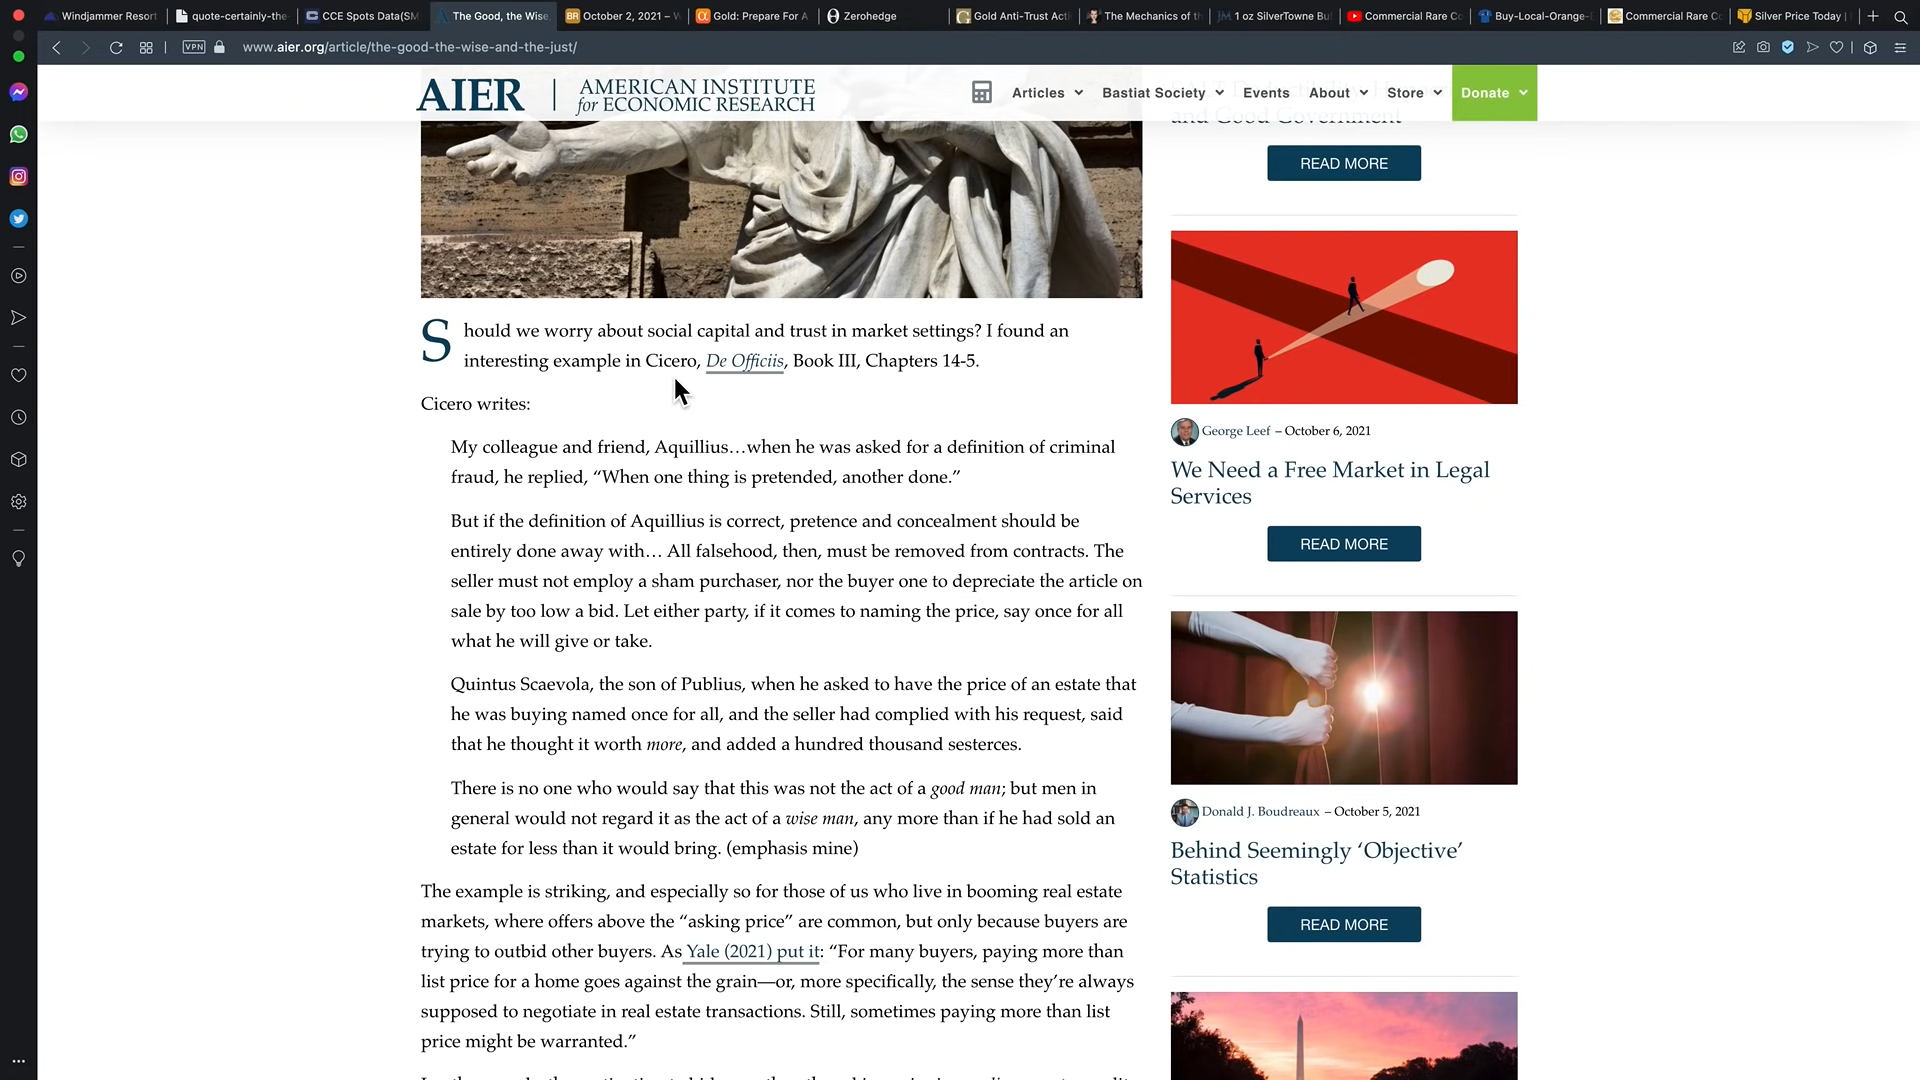 Windjammer Resort
quote-certainly-the-
CCE Spots Data(SM
The Good, the Wise
BR October 2, 2021 –
Gold: Prepare For A
Zerohedge
Gold Anti-Trust Acti
The Mechanics of th
JM 1 oz SilverTowne Bu
Commercial Rare Co
Buy-Local-Orange-
Commercial Rare Co
Silver Price Today |
VPN
www.aier.org/article/the-good-the-wise-and-the-just/
AIER
AMERICAN INSTITUTE
for ECONOMIC RESEARCH
Articles
Bastiat Society
Events
About
Store
Donate
and Good Government
READ MORE
Should we worry about social capital and trust in market settings? I found an
interesting example in Cicero, De Officiis, Book III, Chapters 14-5.
Cicero writes:
My colleague and friend, Aquillius…when he was asked for a definition of criminal
fraud, he replied, “When one thing is pretended, another done.”
But if the definition of Aquillius is correct, pretence and concealment should be
entirely done away with… All falsehood, then, must be removed from contracts. The
seller must not employ a sham purchaser, nor the buyer one to depreciate the article on
sale by too low a bid. Let either party, if it comes to naming the price, say once for all
what he will give or take.
Quintus Scaevola, the son of Publius, when he asked to have the price of an estate that
he was buying named once for all, and the seller had complied with his request, said
that he thought it worth more, and added a hundred thousand sesterces.
There is no one who would say that this was not the act of a good man; but men in
general would not regard it as the act of a wise man, any more than if he had sold an
estate for less than it would bring. (emphasis mine)
The example is striking, and especially so for those of us who live in booming real estate
markets, where offers above the “asking price” are common, but only because buyers are
trying to outbid other buyers. As Yale (2021) put it: “For many buyers, paying more than
list price for a home goes against the grain—or, more specifically, the sense they’re always
supposed to negotiate in real estate transactions. Still, sometimes paying more than list
price might be warranted.”
George Leef – October 6, 2021
We Need a Free Market in Legal
Services
READ MORE
Donald J. Boudreaux – October 5, 2021
Behind Seemingly ‘Objective’
Statistics
READ MORE